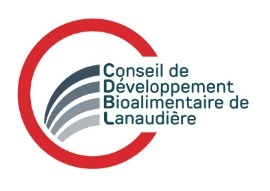 Conseil de
Développement
Bioalimentaire de
Lanaudière